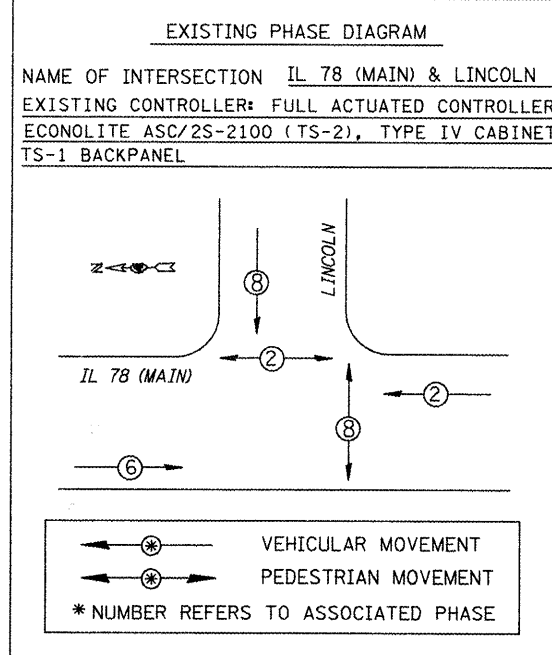 EXISTING PHASE DIAGRAM
NAME OF INTERSECTION IL 78 (MAIN) & LINCOLN
EXISTING CONTROLLER: FULL ACTUATED CONTROLLER
ECONOLITE ASC/2S-2100 (TS-2), TYPE IV CABINET
TS-1 BACKPANEL
N
8
LINCOLN
2
IL 78 (MAIN)
2
8
6
* VEHICULAR MOVEMENT
* PEDESTRIAN MOVEMENT
* NUMBER REFERS TO ASSOCIATED PHASE